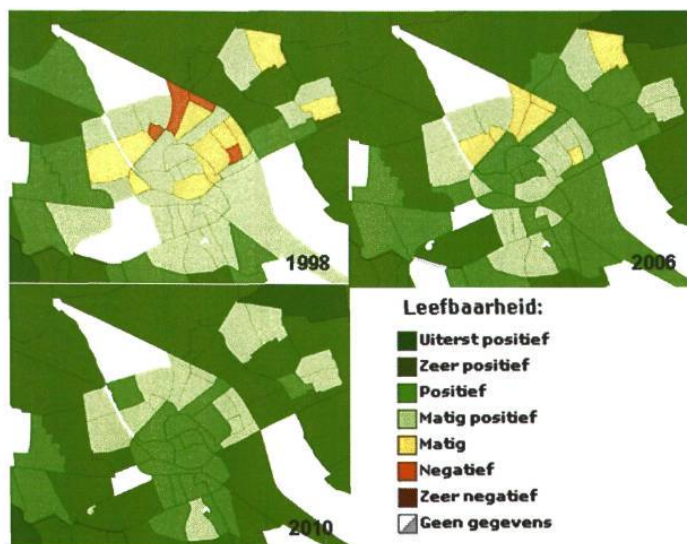 1998
2006
2010
Leefbaarheid:
Uiterst positief
Zeer positief
Positief
Matig positief
Matig
Negatief
Zeer negatief
Geen gegevens